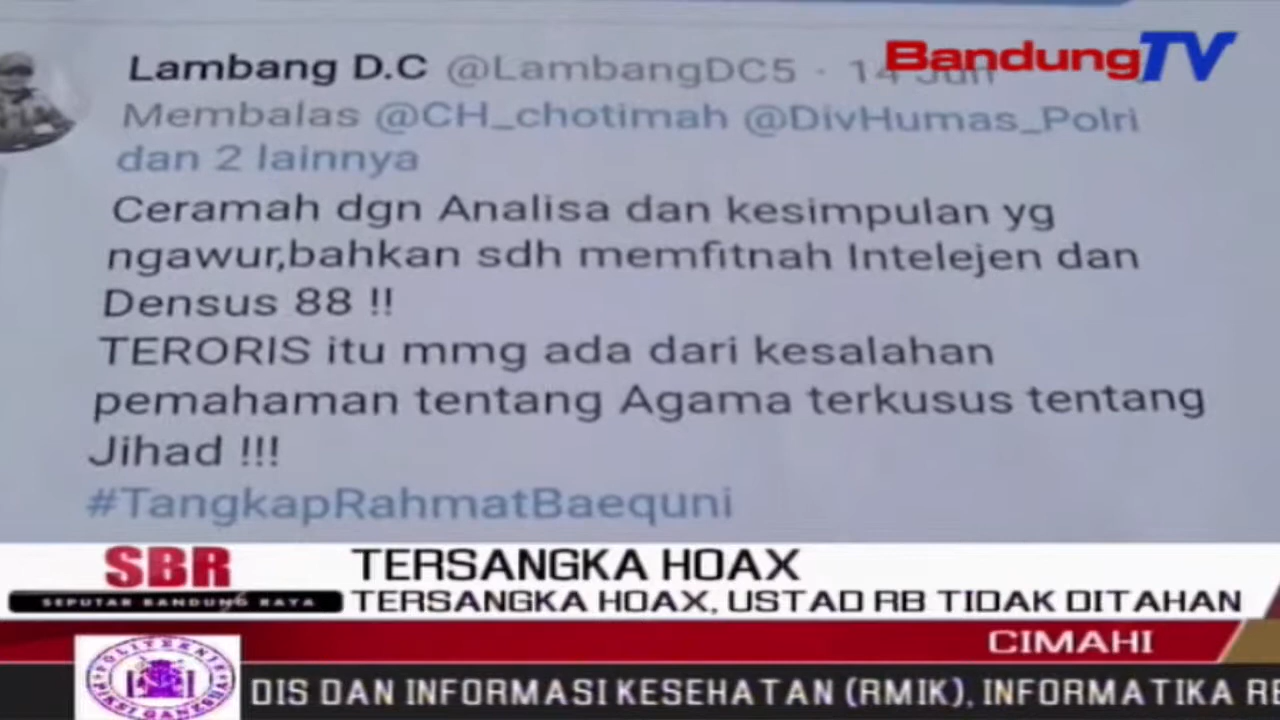 Lambang D.C @LambangDC5 · 14 Jun
BandungTV
Membalas @CH_chotimah @DivHumas_Polri
dan 2 lainnya
Ceramah dgn Analisa dan kesimpulan yg
ngawur,bahkan sdh memfitnah Intelejen dan
Densus 88 !!
TERORIS itu mmg ada dari kesalahan
pemahaman tentang Agama terkusus tentang
Jihad !!!
#TangkapRahmatBaequni
SBR
SEPUTAR BANDUNG RAYA
TERSANGKA HOAX
TERSANGKA HOAX, USTAD RB TIDAK DITAHAN
CIMAHI
DIS DAN INFORMASI KESEHATAN (RMIK), INFORMATIKA RE